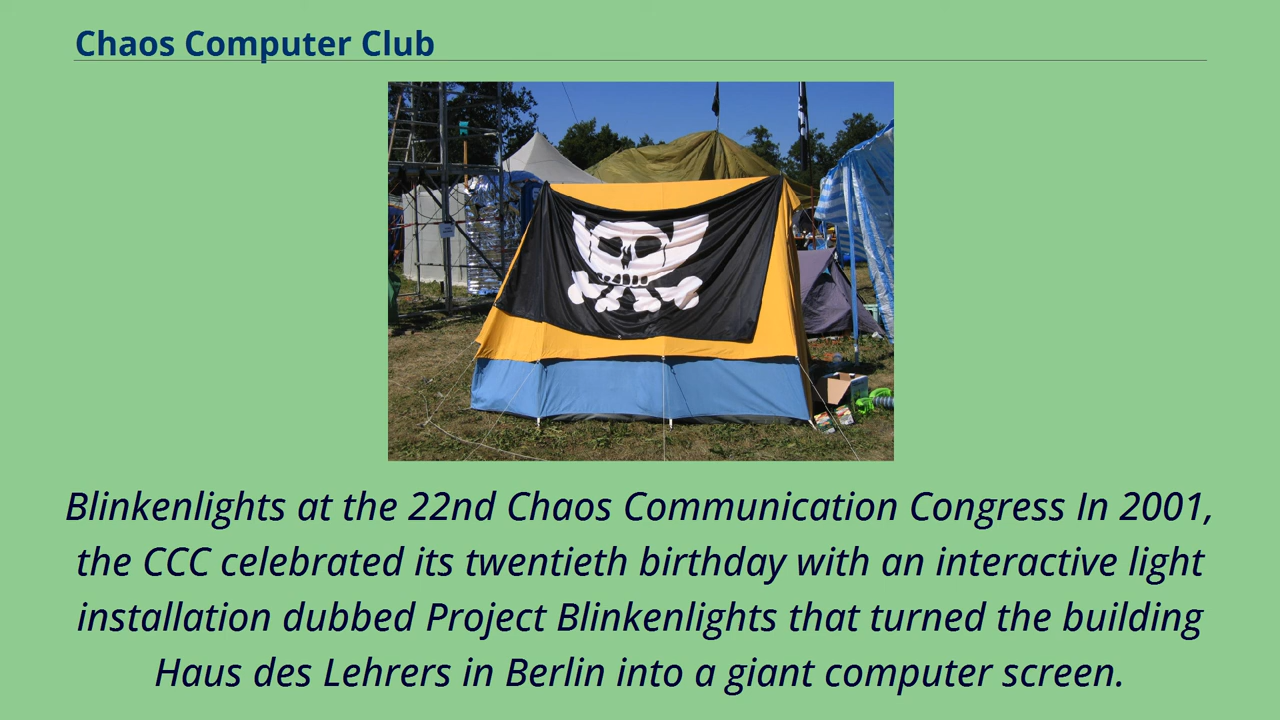 Chaos Computer Club
Blinkenlights at the 22nd Chaos Communication Congress In 2001,
the CCC celebrated its twentieth birthday with an interactive light
installation dubbed Project Blinkenlights that turned the building
Haus des Lehrers in Berlin into a giant computer screen.